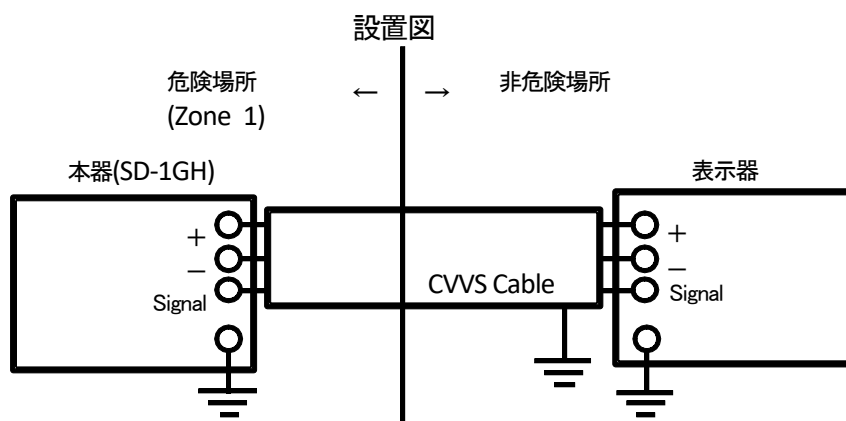 設置図
危険場所
(Zone 1)
← →
非危険場所
本器(SD-1GH)
表示器
+
−
Signal
CVVS Cable
+
−
Signal